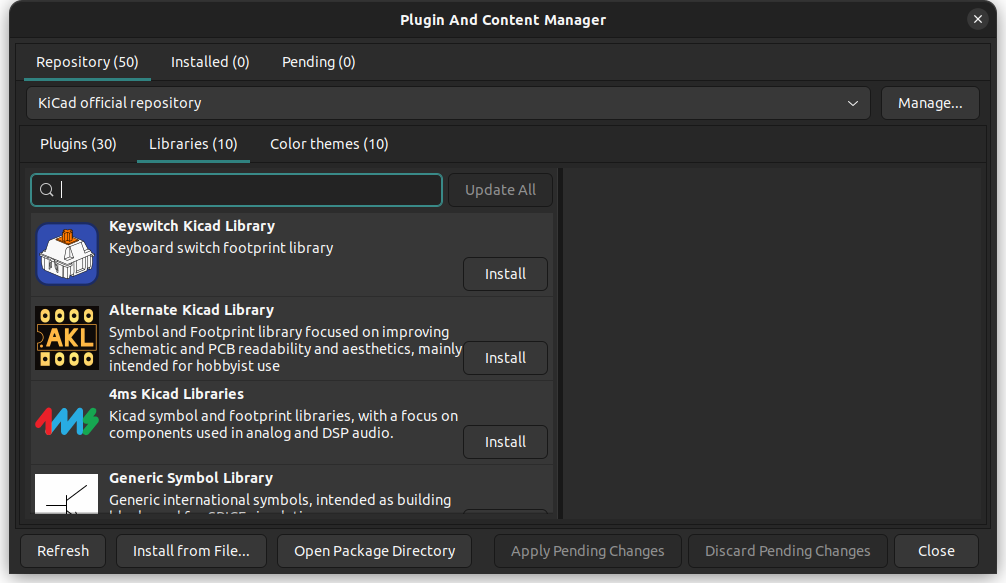 Plugin And Content Manager
Repository (50) Installed (0) Pending (0)
KiCad official repository
Manage...
Plugins (30) Libraries (10) Color themes (10)
Update All
Keyswitch Kicad Library
Keyboard switch footprint library
Install
Alternate Kicad Library
AKL
Symbol and Footprint library focused on improving
schematic and PCB readability and aesthetics, mainly
intended for hobbyist use
Install
4ms Kicad Libraries
4ms
Kicad symbol and footprint libraries, with a focus on
components used in analog and DSP audio.
Install
Generic Symbol Library
Generic international symbols, intended as building
Refresh Install from File... Open Package Directory Apply Pending Changes Discard Pending Changes Close